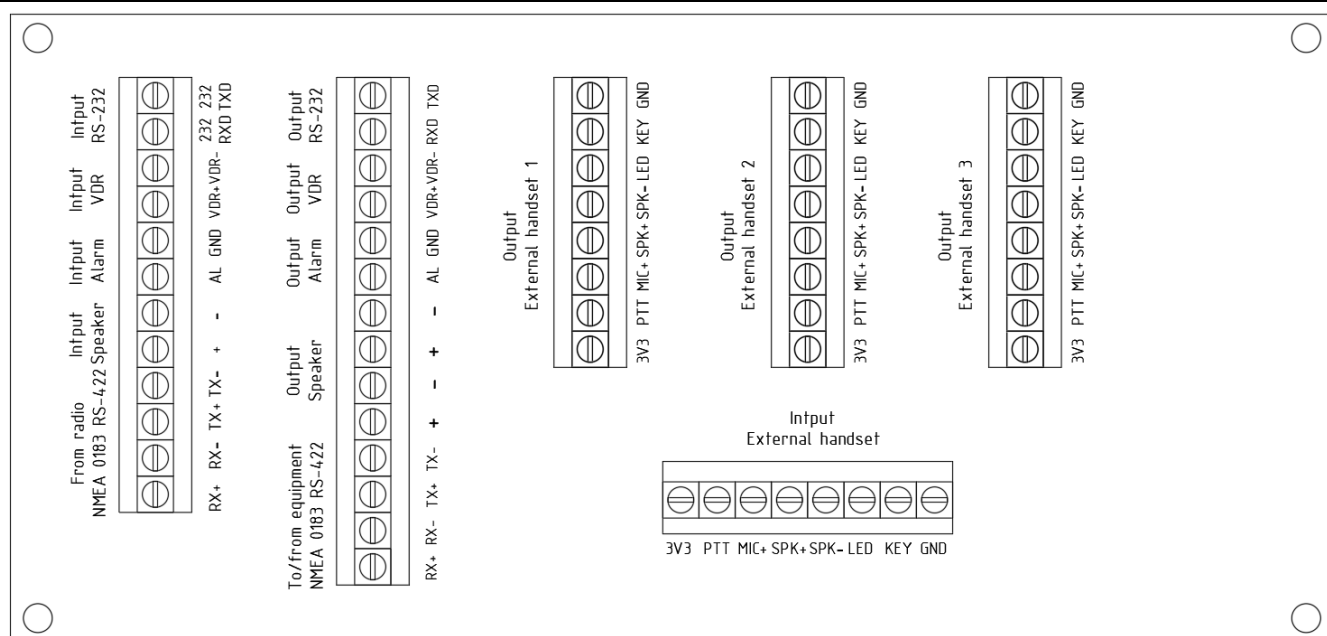 Intput
RS-232
232 232
RXD TXD
Intput
VDR
VDR+ VDR-
Intput
Alarm
AL GND
Intput
Speaker
+ -
From radio
NMEA 0183 RS-422
RX+ RX- TX+ TX-
Output
RS-232
RXD TXD
Output
VDR
VDR+ VDR-
Output
Alarm
AL GND
Output
Speaker
+ - + -
To/from equipment
NMEA 0183 RS-422
RX+ RX- TX+ TX-
Output
External handset 1
3V3 PTT MIC+ SPK+ SPK- LED KEY GND
Output
External handset 2
3V3 PTT MIC+ SPK+ SPK- LED KEY GND
Output
External handset 3
3V3 PTT MIC+ SPK+ SPK- LED KEY GND
Intput
External handset
3V3 PTT MIC+ SPK+ SPK- LED KEY GND